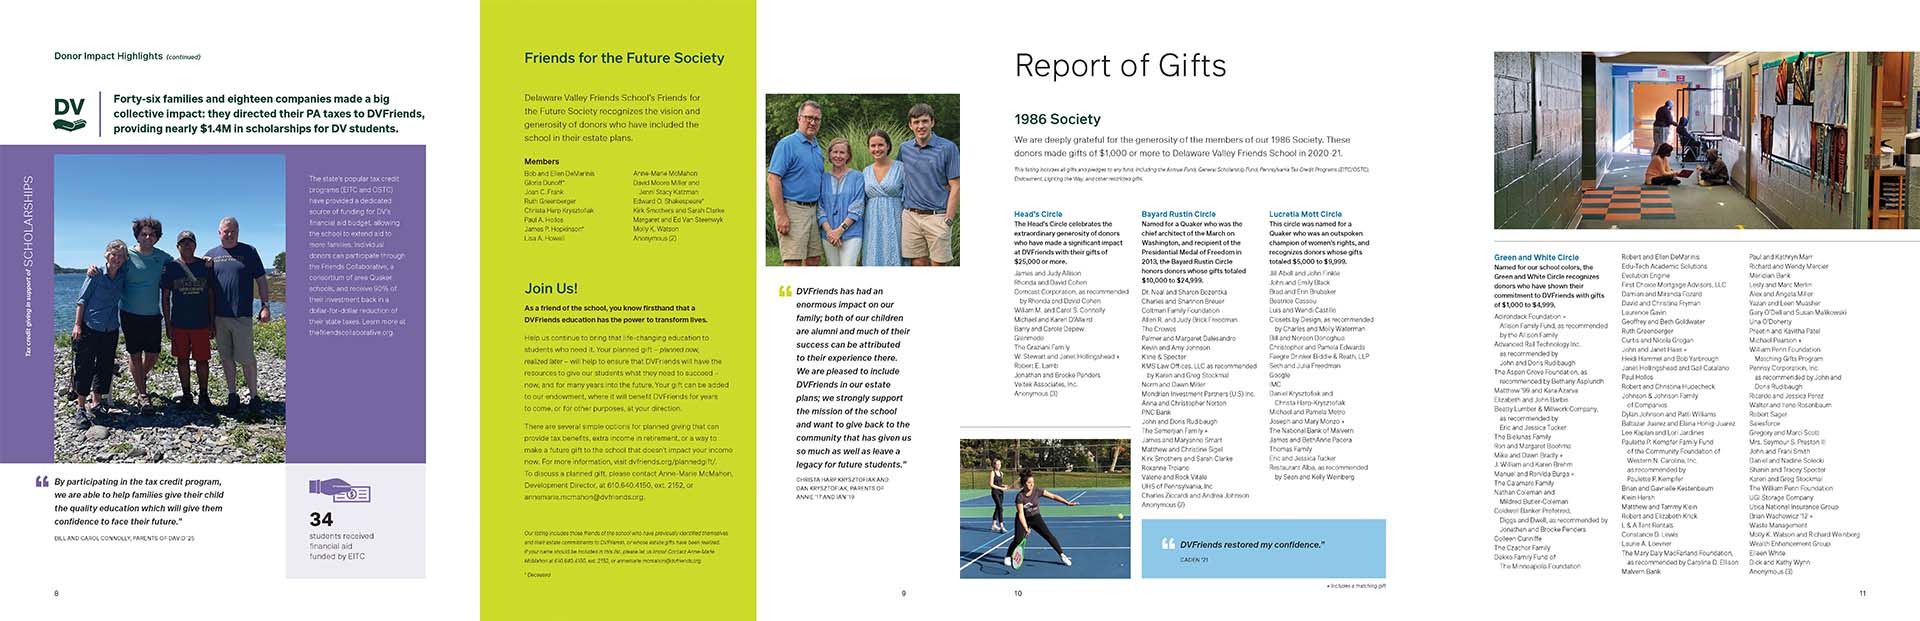 Donor Impact Highlights (continued)
DV
Forty-six families and eighteen companies made a big
collective impact: they directed their PA taxes to DVFriends,
providing nearly $1.4M in scholarships for DV students.
Tax credit giving in support of SCHOLARSHIPS
The state's popular tax credit
programs (EITC and OSTC)
have provided a dedicated
source of funding for DV's
financial aid budget, allowing
the school to extend aid to
more families. Individual
donors can participate through
the Friends Collaborative, a
consortium of area Quaker
schools, and receive 90% of
their investment back in a
dollar-for-dollar reduction of
their state taxes. Learn more at
thefriendscollaborative.org.
“ By participating in the tax credit program,
we are able to help families give their child
the quality education which will give them
confidence to face their future.”
BILL AND CAROL CONNOLLY, PARENTS OF DAVID '25
34
students received
financial aid
funded by EITC
8
Friends for the Future Society
Delaware Valley Friends School's Friends for
the Future Society recognizes the vision and
generosity of donors who have included the
school in their estate plans.
Members
Bob and Ellen DeMarinis
Gloria Dunoff*
Joan C. Frank
Ruth Greenberger
Christa Harp Krysztofiak
Paul A. Hollos
James P. Hopkinson*
Lisa A. Howell
Anne-Marie McMahon
David Moore Miller and
Jenni Stacy Katzman
Edward O. Shakespeare*
Kirk Smothers and Sarah Clarke
Margaret and Ed Van Steenwyk
Molly K. Watson
Anonymous (2)
Join Us!
As a friend of the school, you know firsthand that a
DVFriends education has the power to transform lives.
Help us continue to bring that life-changing education to
students who need it. Your planned gift – planned now,
realized later – will help to ensure that DVFriends will have the
resources to give our students what they need to succeed –
now, and for many years into the future. Your gift can be added
to our endowment, where it will benefit DVFriends for years
to come, or for other purposes, at your direction.
There are several simple options for planned giving that can
provide tax benefits, extra income in retirement, or a way to
make a future gift to the school that doesn't impact your income
now. For more information, visit dvfriends.org/plannedgift/.
To discuss a planned gift, please contact Anne-Marie McMahon,
Development Director, at 610.640.4150, ext. 2152, or
annemarie.mcmahon@dvfriends.org.
Our listing includes those friends of the school who have previously identified themselves
and their estate commitments to DVFriends, or whose estate gifts have been realized.
If your name should be included in this list, please let us know! Contact Anne-Marie
McMahon at 610.640.4150, ext. 2152, or annemarie.mcmahon@dvfriends.org.
* Deceased
“ DVFriends has had an
enormous impact on our
family; both of our children
are alumni and much of their
success can be attributed
to their experience there.
We are pleased to include
DVFriends in our estate
plans; we strongly support
the mission of the school
and want to give back to the
community that has given us
so much as well as leave a
legacy for future students.”
CHRISTA HARP KRYSZTOFIAK AND
DAN KRYSZTOFIAK, PARENTS OF
ANNIE '17 AND IAN '19
9
Report of Gifts
1986 Society
We are deeply grateful for the generosity of the members of our 1986 Society. These
donors made gifts of $1,000 or more to Delaware Valley Friends School in 2020-21.
This listing includes all gifts and pledges to any fund, including the Annual Fund, General Scholarship Fund, Pennsylvania Tax Credit Programs (EITC/OSTC),
Endowment, Lighting the Way, and other restricted gifts.
Head's Circle
The Head's Circle celebrates the
extraordinary generosity of donors
who have made a significant impact
at DVFriends with their gifts of
$25,000 or more.
James and Judy Allison
Rhonda and David Cohen
Comcast Corporation, as recommended
by Rhonda and David Cohen
William M. and Carol S. Connolly
Michael and Karen D'Alberd
Barry and Carole Depew
Glenmede
The Graziani Family
W. Stewart and Janet Hollingshead +
Robert E. Lamb
Jonathan and Brooke Penders
Veltek Associates, Inc.
Anonymous (3)
Bayard Rustin Circle
Named for a Quaker who was the
chief architect of the March on
Washington, and recipient of the
Presidential Medal of Freedom in
2013, the Bayard Rustin Circle
honors donors whose gifts totaled
$10,000 to $24,999.
Dr. Neal and Sharon Bozentka
Charles and Shannon Breuer
Coltman Family Foundation
Allen R. and Judy Brick Freedman
The Crowos
Palmer and Margaret Dalesandro
Kevin and Amy Johnson
Kline & Specter
KMS Law Offices, LLC as recommended
by Karen and Greg Stockmal
Norm and Dawn Miller
Mondrian Investment Partners (U.S) Inc.
Anna and Christopher Norton
PNC Bank
John and Doris Rudibaugh
The Semeryan Family +
James and Maryanne Smart
Matthew and Christine Sigel
Kirk Smothers and Sarah Clarke
Roxanne Troiano
Valerie and Rock Vitale
UHS of Pennsylvania, Inc
Charles Ziccardi and Andrea Johnson
Anonymous (2)
Lucretia Mott Circle
This circle was named for a
Quaker who was an outspoken
champion of women's rights, and
recognizes donors whose gifts
totaled $5,000 to $9,999.
Jill Abell and John Finkle
John and Emily Black
Brad and Erin Brubaker
Beatrice Cassou
Luis and Wendi Castillo
Closets by Design, as recommended
by Charles and Molly Waterman
Bill and Noreen Donoghue
Christopher and Pamela Edwards
Faegre Drinker Biddle & Reath, LLP
Seth and Julia Freedman
Google
IMC
Daniel Krysztofiak and
Christa Harp-Krysztofiak
Michael and Pamela Metro
Joseph and Mary Monzo +
The National Bank of Malvern
James and BethAnne Pacera
Thomas Family
Eric and Jessica Tucker
Restaurant Alba, as recommended
by Sean and Kelly Weinberg
“ DVFriends restored my confidence.”
CADEN '21
+ Includes a matching gift
10
Green and White Circle
Named for our school colors, the
Green and White Circle recognizes
donors who have shown their
commitment to DVFriends with gifts
of $1,000 to $4,999.
Adirondack Foundation –
Allison Family Fund, as recommended
by the Allison Family
Advanced Rail Technology Inc.
as recommended by
John and Doris Rudibaugh
The Aspen Grove Foundation, as
recommended by Bethany Asplundh
Matthew '99 and Kara Azarva
Elizabeth and John Barbis
Beatty Lumber & Millwork Company,
as recommended by
Eric and Jessica Tucker
The Bielunas Family
Ron and Margaret Boehmo
Mike and Dawn Brady +
J. William and Karen Brehm
Manuel and Ronilda Burga +
The Calamaro Family
Nathan Coleman and
Mildred Butler-Coleman
Coldwell Banker Preferred,
Diggs and Dwell, as recommended by
Jonathan and Brooke Penders
Colleen Cunniffe
The Czachor Family
Dakko Family Fund of
The Minneapolis Foundation
Robert and Ellen DeMarinis
Edu-Tech Academic Solutions
Evolution Engine
First Choice Mortgage Advisors, LLC
Damian and Miranda Fozard
David and Christine Fryman
Laurence Gavin
Geoffrey and Beth Goldwater
Ruth Greenberger
Curtis and Nicola Grogan
John and Janet Haas +
Heidi Hammel and Bob Yarbrough
Janet Hollingshead and Gail Catalano
Paul Hollos
Robert and Christina Hudecheck
Johnson & Johnson Family
of Companies
Dylan Johnson and Patti Williams
Baltazar Juarez and Elena Honig-Juarez
Lee Kaplan and Lori Jardines
Paulette P. Kempfer Family Fund
of the Community Foundation of
Western N. Carolina, Inc.
as recommended by
Paulette P. Kempfer
Brian and Gavrielle Kestenbaum
Klein Hersh
Matthew and Tammy Klein
Robert and Elizabeth Krick
L & A Tent Rentals
Constance D. Lewis
Laurie A. Loevner
The Mary Daly MacFarland Foundation,
as recommended by Caroline D. Ellison
Malvern Bank
Paul and Kathryn Marr
Richard and Wendy Mercier
Meridian Bank
Lesly and Marc Merlin
Alex and Angela Miller
Vazan and Leen Muasher
Gary O'Dell and Susan Malikowski
Una O'Doherty
Preet and Kavitha Patel
Michael Pearson +
William Penn Foundation
Matching Gifts Program
Pennoy Corporation, Inc.
as recommended by John and
Doris Rudibaugh
Ricardo and Jessica Perez
Walter and Irene Rosenbaum
Robert Sager
Salesforce
Gregory and Marci Scott
Mrs. Seymour S. Preston III
John and Frani Smith
Daniel and Nadine Solecki
Shanin and Tracey Specter
Karen and Greg Stockmal
The William Penn Foundation
UGI Storage Company
Utica National Insurance Group
Brian Wachowicz '12 +
Waste Management
Molly K. Watson and Richard Weinberg
Wealth Enhancement Group
Eileen White
Dick and Kathy Wynn
Anonymous (3)
11